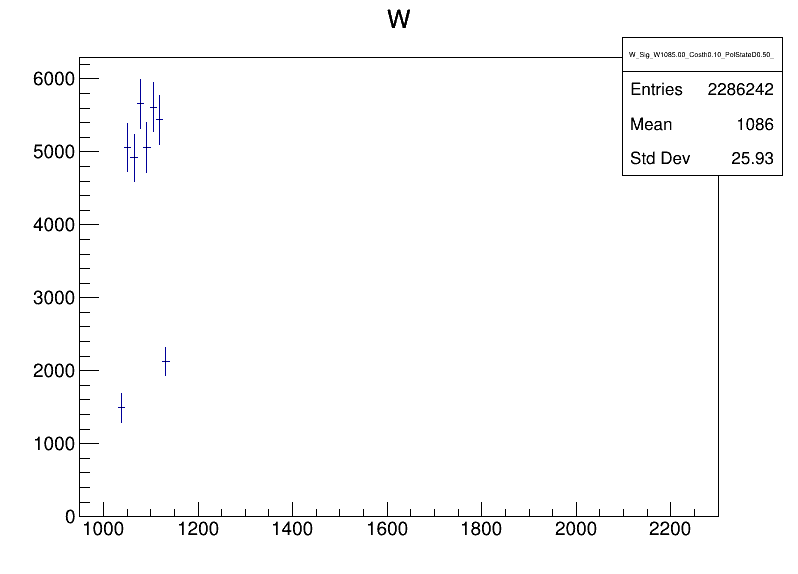 W
W_Sig_W1085.00_Costh0.10_PolStateD0.50_
Entries 2286242
Mean 1086
Std Dev 25.93
6000
5000
4000
3000
2000
1000
0
1000 1200 1400 1600 1800 2000 2200